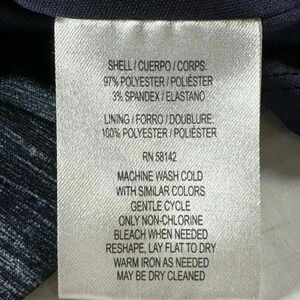 SHELL / CUERPO / CORPS:
97% POLYESTER / POLIÉSTER
3% SPANDEX / ELASTANO
LINING / FORRO / DOUBLURE:
100% POLYESTER / POLIÉSTER
RN 58142
MACHINE WASH COLD
WITH SIMILAR COLORS
GENTLE CYCLE
ONLY NON-CHLORINE
BLEACH WHEN NEEDED
RESHAPE, LAY FLAT TO DRY
WARM IRON AS NEEDED
MAY BE DRY CLEANED